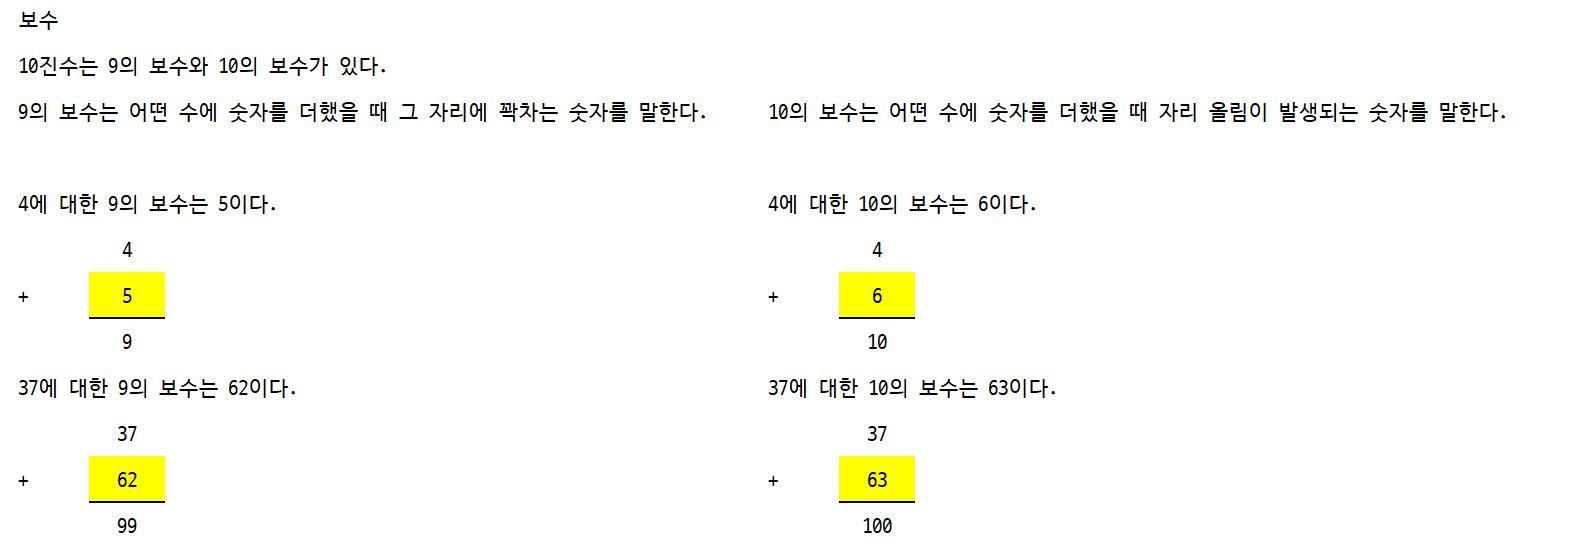 보수
10진수는 9의 보수와 10의 보수가 있다.
9의 보수는 어떤 수에 숫자를 더했을 때 그 자리에 꽉차는 숫자를 말한다.
4에 대한 9의 보수는 5이다.
4
+ 5
9
37에 대한 9의 보수는 62이다.
37
+ 62
99
10의 보수는 어떤 수에 숫자를 더했을 때 자리 올림이 발생되는 숫자를 말한다.
4에 대한 10의 보수는 6이다.
4
+ 6
10
37에 대한 10의 보수는 63이다.
37
+ 63
100